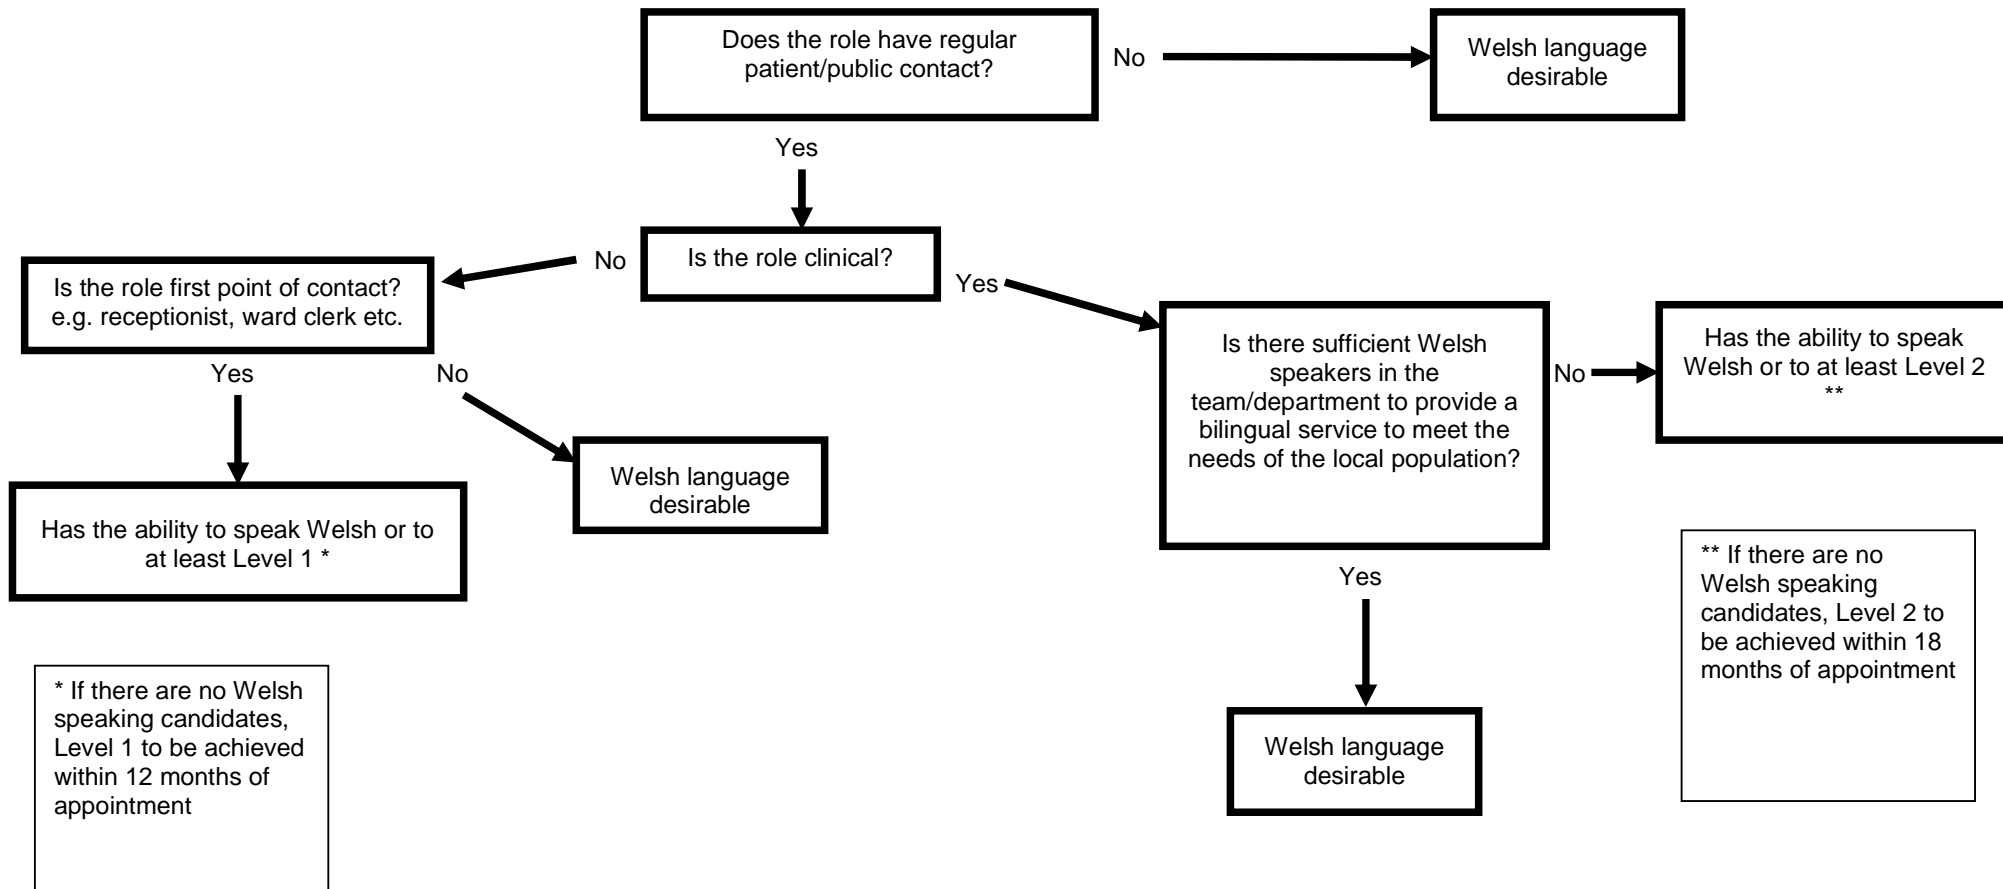 Does the role have regular
patient/public contact?
No
Welsh language
desirable
Yes
Is the role clinical?
No
Yes
Is the role first point of contact?
e.g. receptionist, ward clerk etc.
Yes
No
Has the ability to speak Welsh or to
at least Level 1 *
Welsh language
desirable
Is there sufficient Welsh
speakers in the
team/department to provide a
bilingual service to meet the
needs of the local population?
No
Has the ability to speak
Welsh or to at least Level 2
**
Yes
Welsh language
desirable
* If there are no Welsh
speaking candidates,
Level 1 to be achieved
within 12 months of
appointment
** If there are no
Welsh speaking
candidates, Level 2 to
be achieved within 18
months of appointment